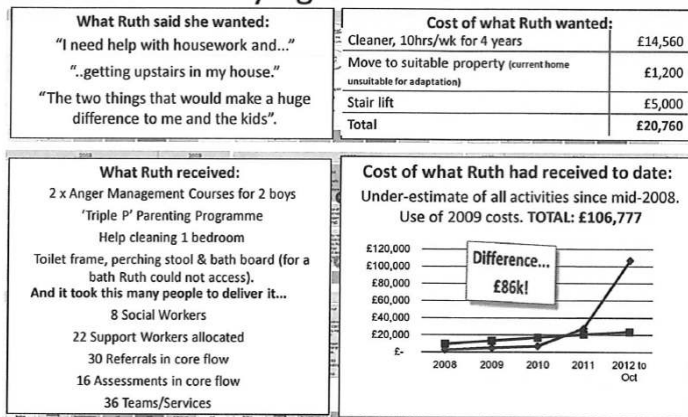 What Ruth said she wanted:
"I need help with housework and..."
"..getting upstairs in my house."
"The two things that would make a huge
difference to me and the kids".
Cost of what Ruth wanted:
Cleaner, 10hrs/wk for 4 years £14,560
Move to suitable property (current home
unsuitable for adaptation) £1,200
Stair lift £5,000
Total £20,760
What Ruth received:
2 x Anger Management Courses for 2 boys
'Triple P' Parenting Programme
Help cleaning 1 bedroom
Toilet frame, perching stool & bath board (for a
bath Ruth could not access).
And it took this many people to deliver it...
8 Social Workers
22 Support Workers allocated
30 Referrals in core flow
16 Assessments in core flow
36 Teams/Services
Cost of what Ruth had received to date:
Under-estimate of all activities since mid-2008.
Use of 2009 costs. TOTAL: £106,777
£120,000
£100,000
£80,000
£60,000
£40,000
£20,000
£-
Difference...
£86k!
2008 2009 2010 2011 2012 to
Oct